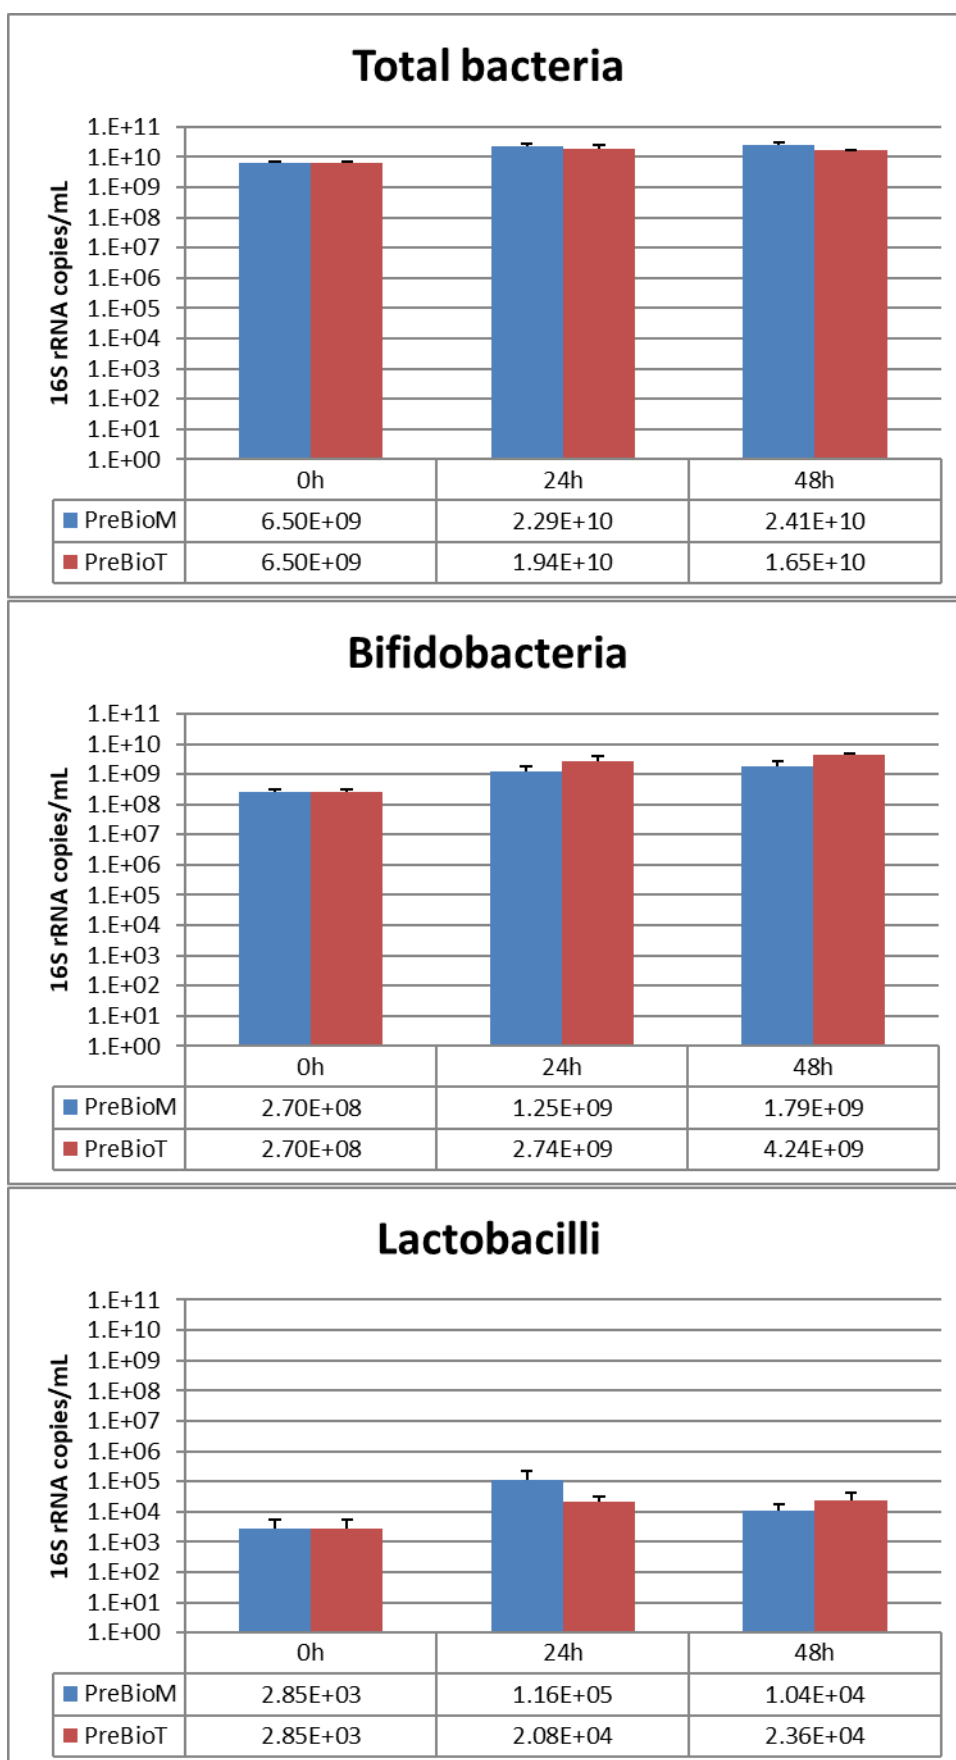 Total bacteria
16S rRNA copies/mL
1.E+11
1.E+10
1.E+09
1.E+08
1.E+07
1.E+06
1.E+05
1.E+04
1.E+03
1.E+02
1.E+01
1.E+00
0h 24h 48h
PreBioM 6.50E+09 2.29E+10 2.41E+10
PreBioT 6.50E+09 1.94E+10 1.65E+10
Bifidobacteria
16S rRNA copies/mL
1.E+11
1.E+10
1.E+09
1.E+08
1.E+07
1.E+06
1.E+05
1.E+04
1.E+03
1.E+02
1.E+01
1.E+00
0h 24h 48h
PreBioM 2.70E+08 1.25E+09 1.79E+09
PreBioT 2.70E+08 2.74E+09 4.24E+09
Lactobacilli
16S rRNA copies/mL
1.E+11
1.E+10
1.E+09
1.E+08
1.E+07
1.E+06
1.E+05
1.E+04
1.E+03
1.E+02
1.E+01
1.E+00
0h 24h 48h
PreBioM 2.85E+03 1.16E+05 1.04E+04
PreBioT 2.85E+03 2.08E+04 2.36E+04